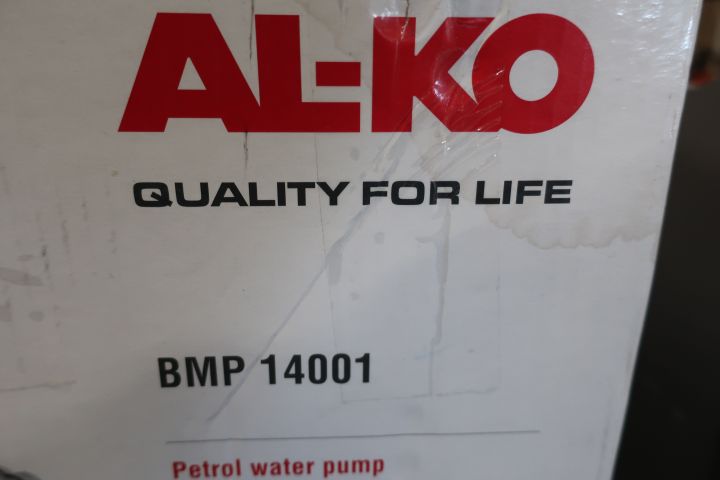 AL-KO
QUALITY FOR LIFE
BMP 14001
Petrol water pump